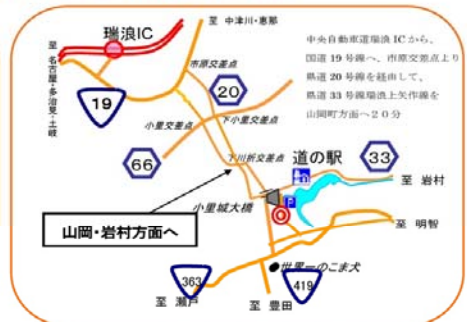 瑞浪IC
至 中津川・恵那
至 名古屋・多治見・土岐
中央自動車道瑞浪ICから、
国道19号線へ、市原交差点より
県道20号線を経由して、
県道33号線瑞浪上矢作線を
山岡町方面へ20分
市原交差点
19
20
小里交差点
下小里交差点
66
下川折交差点
道の駅
33
至 岩村
小里城大橋
P
山岡・岩村方面へ
至 明智
世界一のこま犬
363
419
至 瀬戸
至 豊田